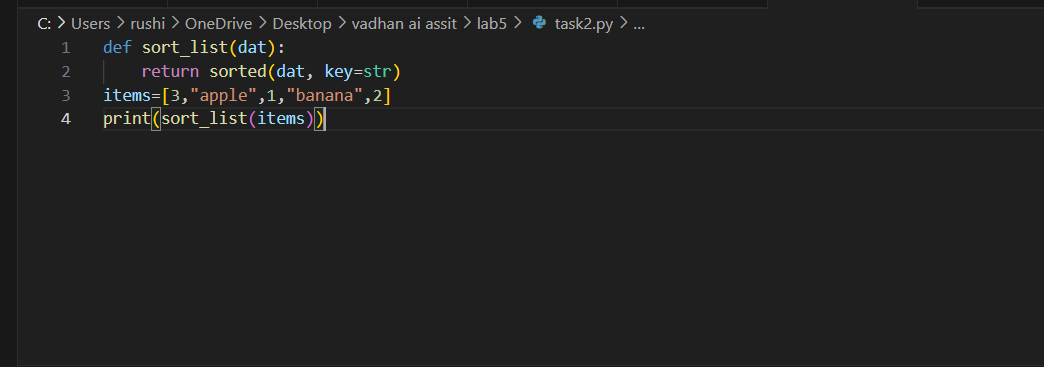 C: > Users > rushi > OneDrive > Desktop > vadhan ai assit > lab5 > task2.py > ...
1 def sort_list(dat):
2     return sorted(dat, key=str)
3 items=[3,"apple",1,"banana",2]
4 print(sort_list(items))